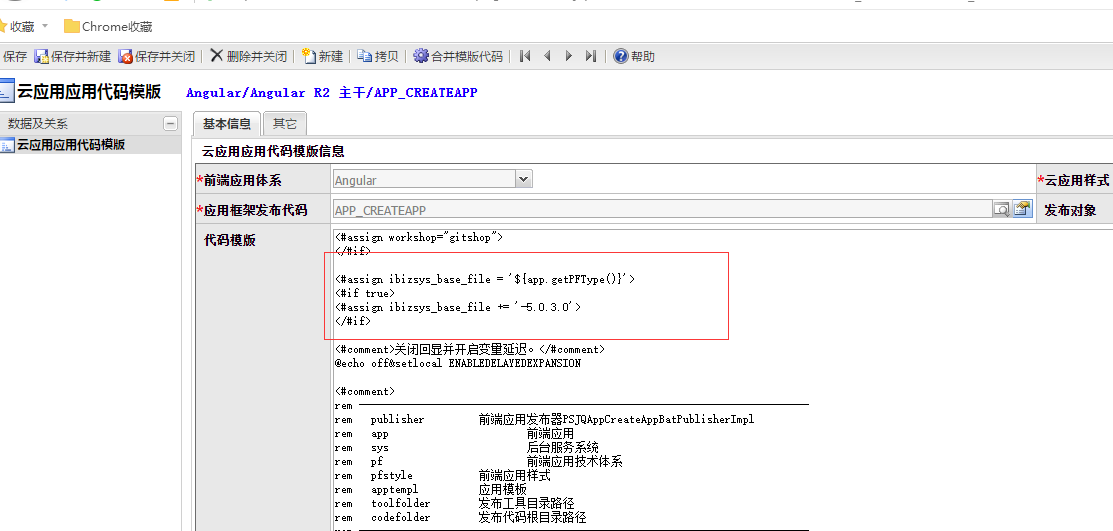 收藏 Chrome收藏
保存 保存并新建 保存并关闭 删除并关闭 新建 拷贝 合并模版代码 帮助
云应用应用代码模版 Angular/Angular R2 主干/APP_CREATEAPP
数据及关系 基本信息 其它
云应用应用代码模版
云应用应用代码模版信息
*前端应用体系 Angular *云应用样式
*应用框架发布代码 APP_CREATEAPP 发布对象
代码模版
<#assign workshop="gitshop">
</#if>
<#assign ibizsys_base_file = '${app.getPFType()}'>
<#if true>
<#assign ibizsys_base_file += '-5.0.3.0'>
</#if>
<#comment>关闭回显并开启变量延迟。</#comment>
@echo off&setlocal ENABLEDELAYEDEXPANSION
<#comment>
rem
rem publisher 前端应用发布器PSJQAppCreateAppBatPublisherImpl
rem app 前端应用
rem sys 后台服务系统
rem pf 前端应用技术体系
rem pfstyle 前端应用样式
rem apptempl 应用模板
rem toolfolder 发布工具目录路径
rem codefolder 发布代码根目录路径